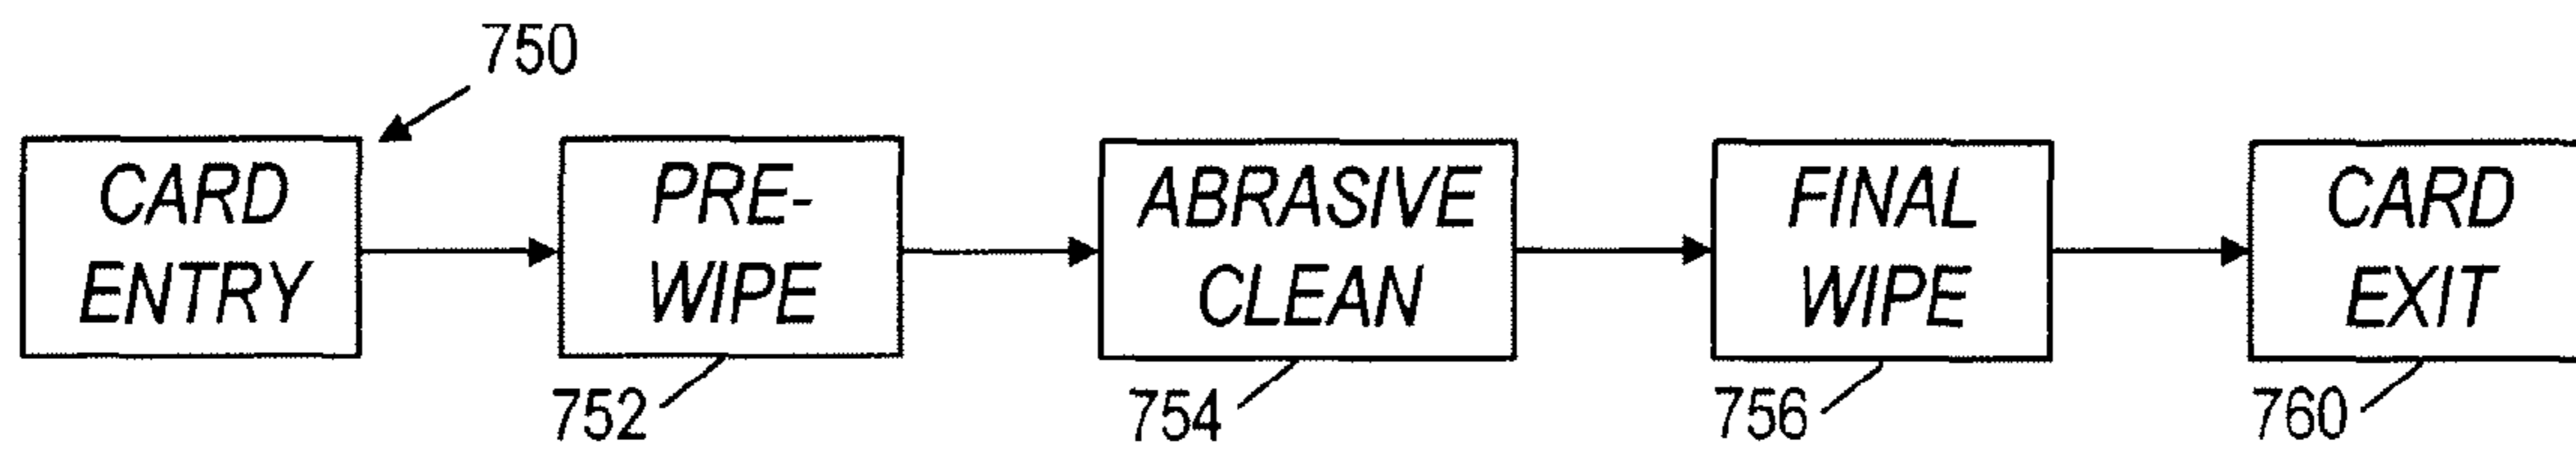 750
CARD
ENTRY
PRE-
WIPE
ABRASIVE
CLEAN
FINAL
WIPE
CARD
EXIT
752
754
756
760